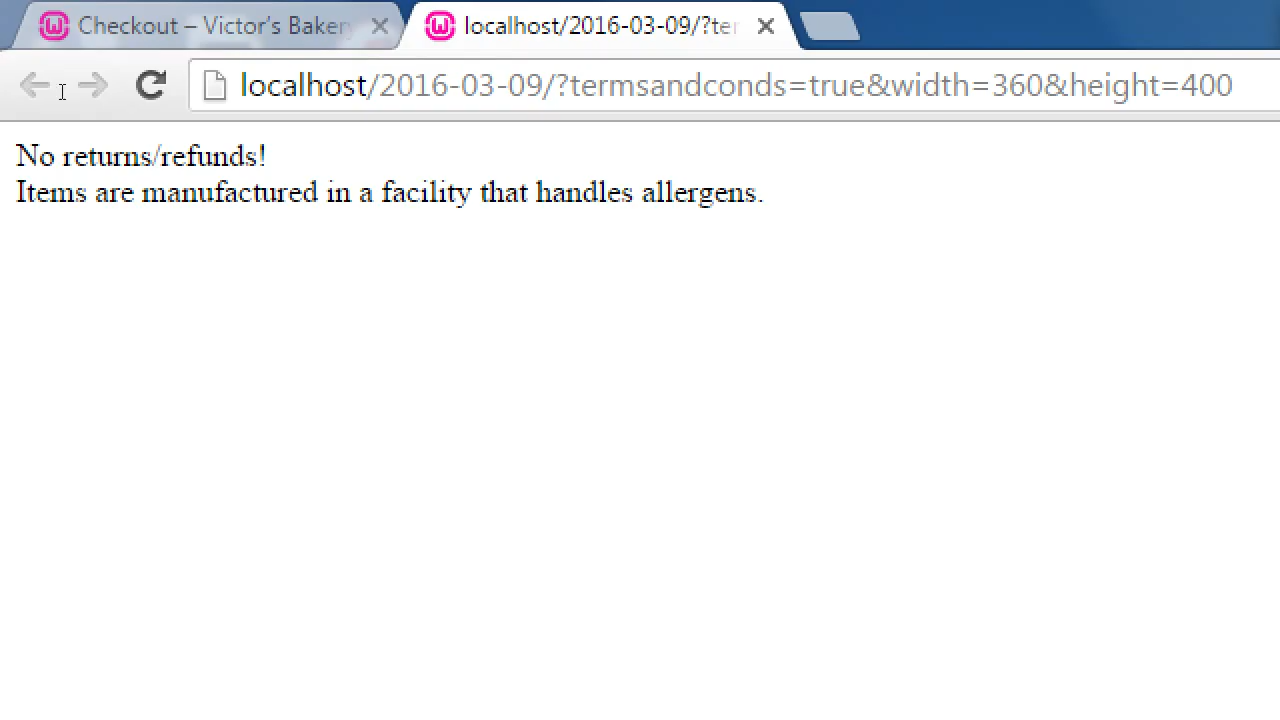 Checkout – Victor's Baker
localhost/2016-03-09/?ter
localhost/2016-03-09/?termsandconds=true&width=360&height=400
No returns/refunds!
Items are manufactured in a facility that handles allergens.